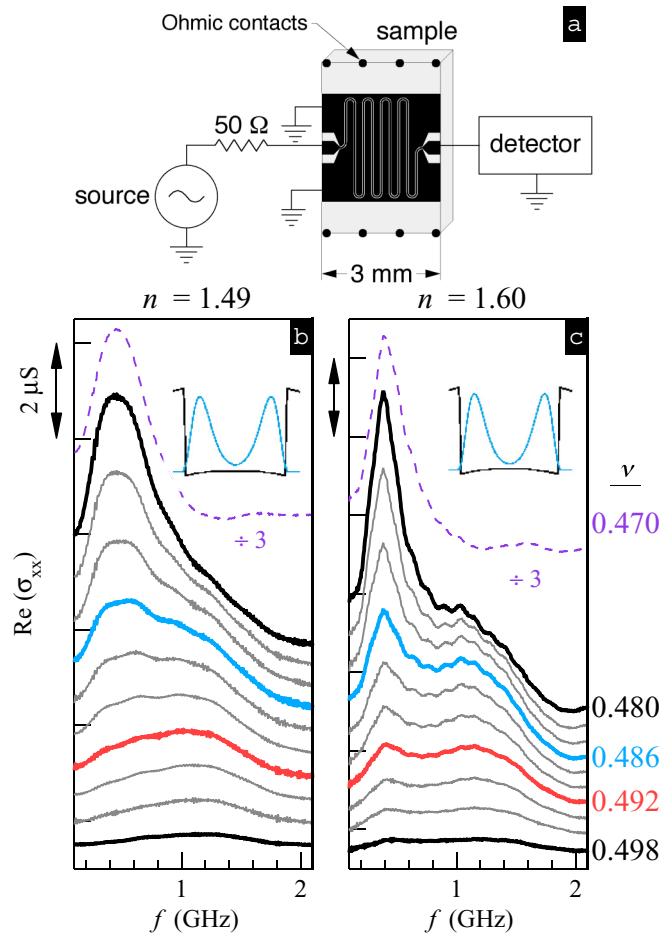 Ohmic contacts
sample
a
50 Ω
source
detector
3 mm
n = 1.49
n = 1.60
b
c
2 μS
ν
0.470
÷ 3
÷ 3
Re (σxx)
0.480
0.486
0.492
0.498
1
2
1
2
f (GHz)
f (GHz)